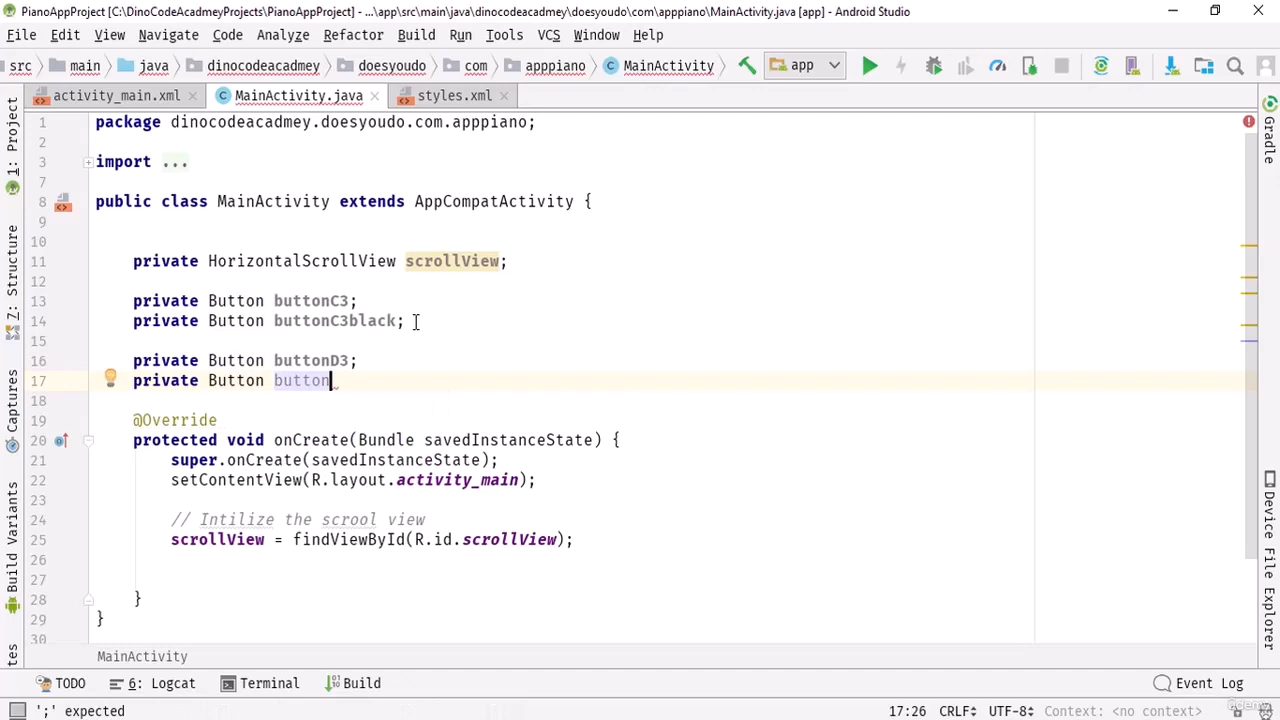 PianoAppProject [C:\DinoCodeAcadmeyProjects\PianoAppProject] - ...\app\src\main\java\dinocodeacadmey\doesyoudo\com\apppiano\MainActivity.java [app] - Android Studio
File Edit View Navigate Code Analyze Refactor Build Run Tools VCS Window Help
src main java dinocodeacadmey doesyoudo com apppiano MainActivity app
activity_main.xml MainActivity.java styles.xml
1: Project
7: Structure
Captures
Build Variants
Gradle
Device File Explorer
1 package dinocodeacadmey.doesyoudo.com.apppiano;
2
3 import ...
7
8 public class MainActivity extends AppCompatActivity {
9
10
11 private HorizontalScrollView scrollView;
12
13 private Button buttonC3;
14 private Button buttonC3black;
15
16 private Button buttonD3;
17 private Button button
18
19 @Override
20 protected void onCreate(Bundle savedInstanceState) {
21 super.onCreate(savedInstanceState);
22 setContentView(R.layout.activity_main);
23
24 // Intilize the scrool view
25 scrollView = findViewById(R.id.scrollView);
26
27
28 }
29 }
30
MainActivity
TODO 6: Logcat Terminal Build Event Log
';' expected 17:26 CRLF UTF-8 Context: <no context>